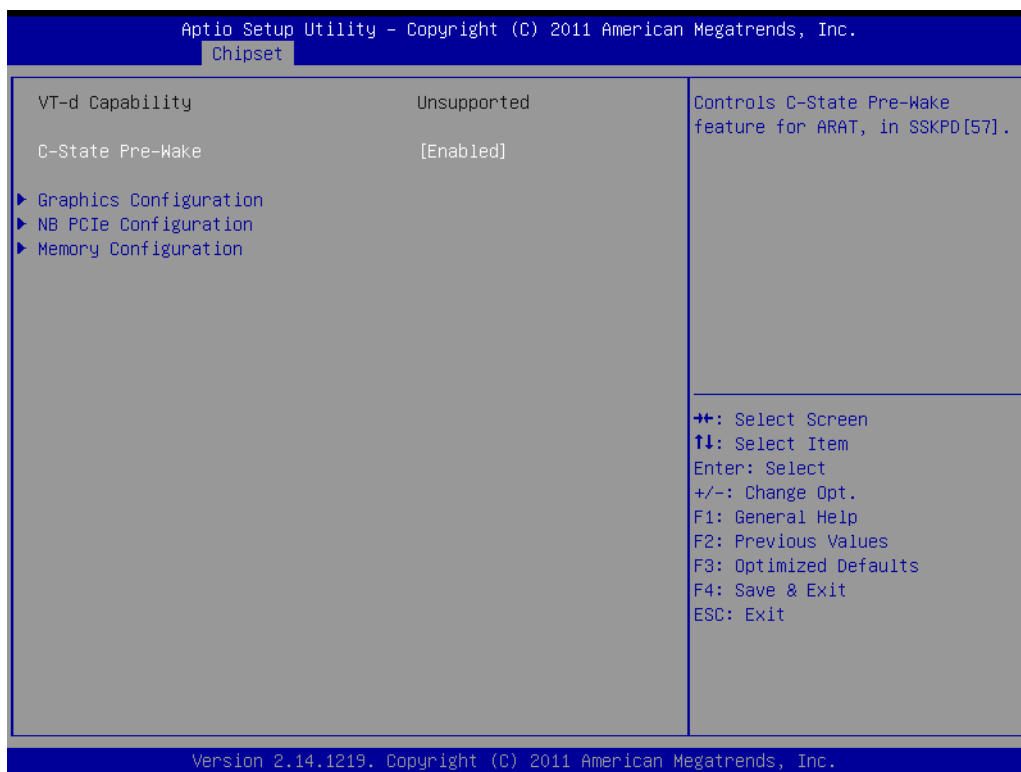 Aptio Setup Utility – Copyright (C) 2011 American Megatrends, Inc.
Chipset
VT-d Capability Unsupported
C-State Pre-Wake [Enabled]
▶ Graphics Configuration
▶ NB PCIe Configuration
▶ Memory Configuration
Controls C-State Pre-Wake
feature for ARAT, in SSKPD[57].
→←: Select Screen
↑↓: Select Item
Enter: Select
+/-: Change Opt.
F1: General Help
F2: Previous Values
F3: Optimized Defaults
F4: Save & Exit
ESC: Exit
Version 2.14.1219. Copyright (C) 2011 American Megatrends, Inc.